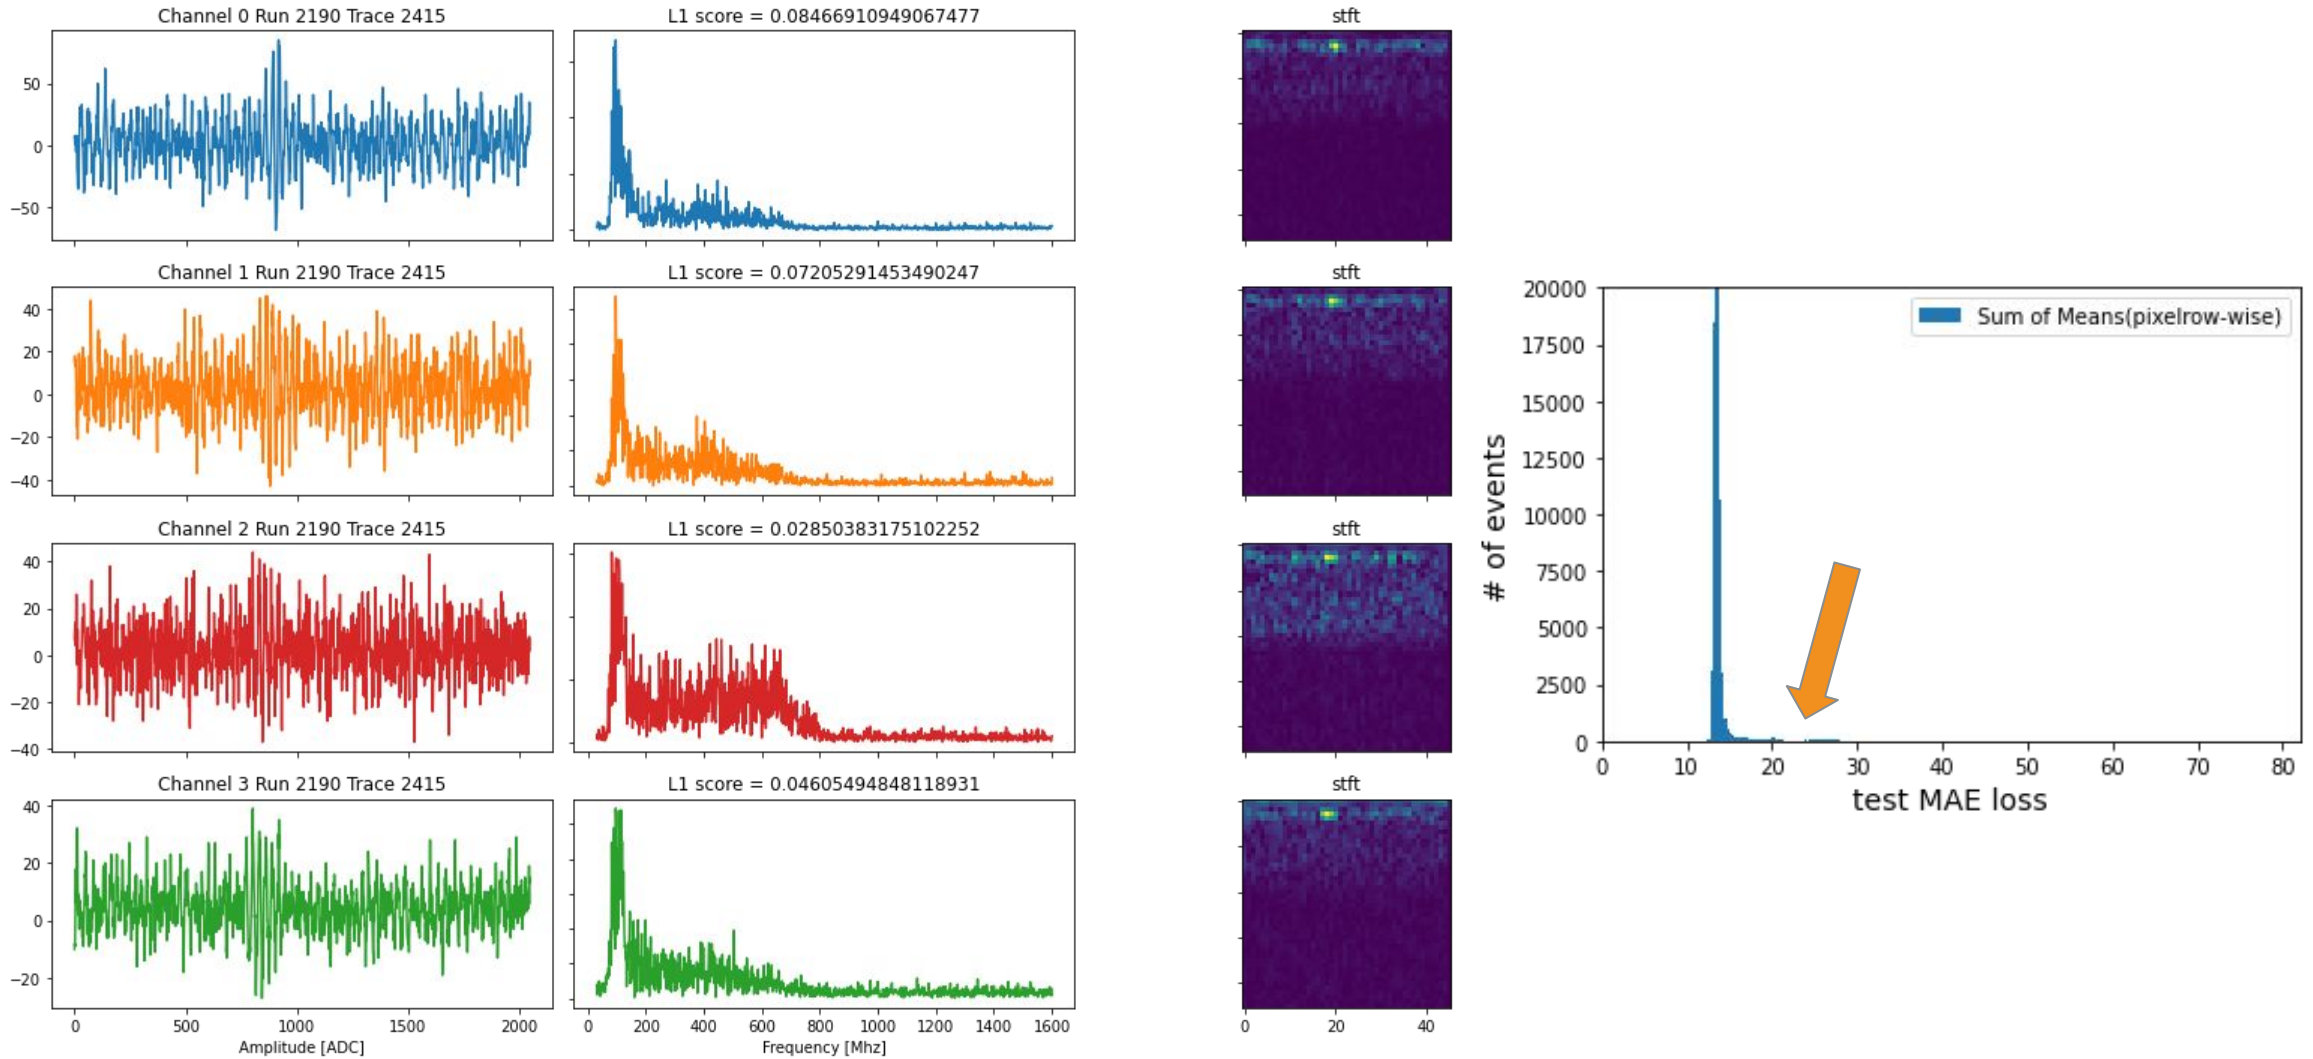 Channel 0 Run 2190 Trace 2415
L1 score = 0.08466910949067477
stft
50
0
−50
Channel 1 Run 2190 Trace 2415
L1 score = 0.07205291453490247
stft
40
20
0
−20
−40
Channel 2 Run 2190 Trace 2415
L1 score = 0.02850383175102252
stft
40
20
0
−20
−40
Channel 3 Run 2190 Trace 2415
L1 score = 0.04605494848118931
stft
40
20
0
−20
0 500 1000 1500 2000
Amplitude [ADC]
0 200 400 600 800 1000 1200 1400 1600
Frequency [Mhz]
0 20 40
Sum of Means(pixelrow-wise)
# of events
20000
17500
15000
12500
10000
7500
5000
2500
0
0 10 20 30 40 50 60 70 80
test MAE loss